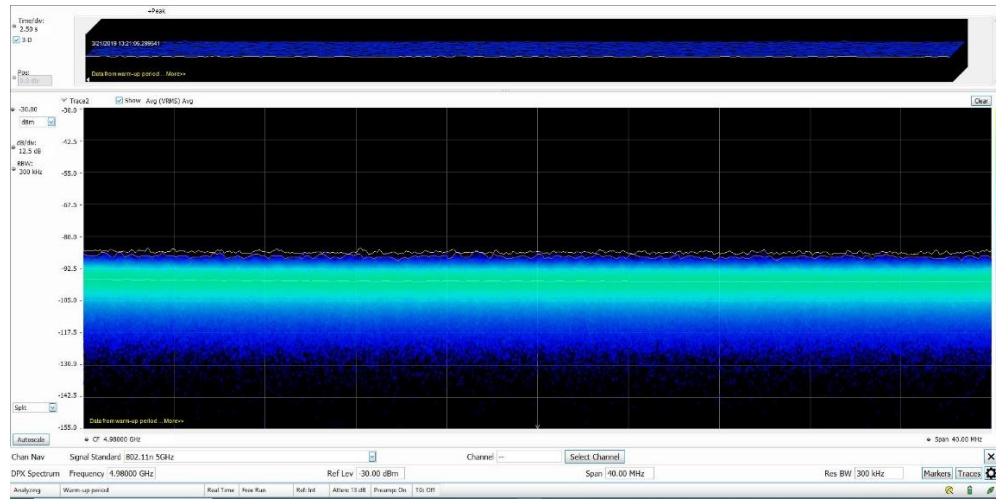 +Peak
Time/div:
2.50 s
3-D
3/21/2019 13:21:06.299641
Pos:
Data from warm-up period... More>>
Trace2 Show Avg (VRMS) Avg Clear
-30.00
dBm
dB/div:
12.5 dB
RBW:
300 kHz
-30.0
-42.5
-55.0
-67.5
-80.0
-92.5
-105.0
-117.5
-130.0
-142.5
-155.0
Split
Data from warm-up period... More>>
Autoscale CF 4.98000 GHz Span 40.00 MHz
Chan Nav Signal Standard 802.11n 5GHz Channel -- Select Channel
DPX Spectrum Frequency 4.98000 GHz Ref Lev -30.00 dBm Span 40.00 MHz Res BW 300 kHz Markers Traces
Analyzing Warm-up period Real Time Free Run Ref: Int Atten: 13 dB Preamp: On TG: Off